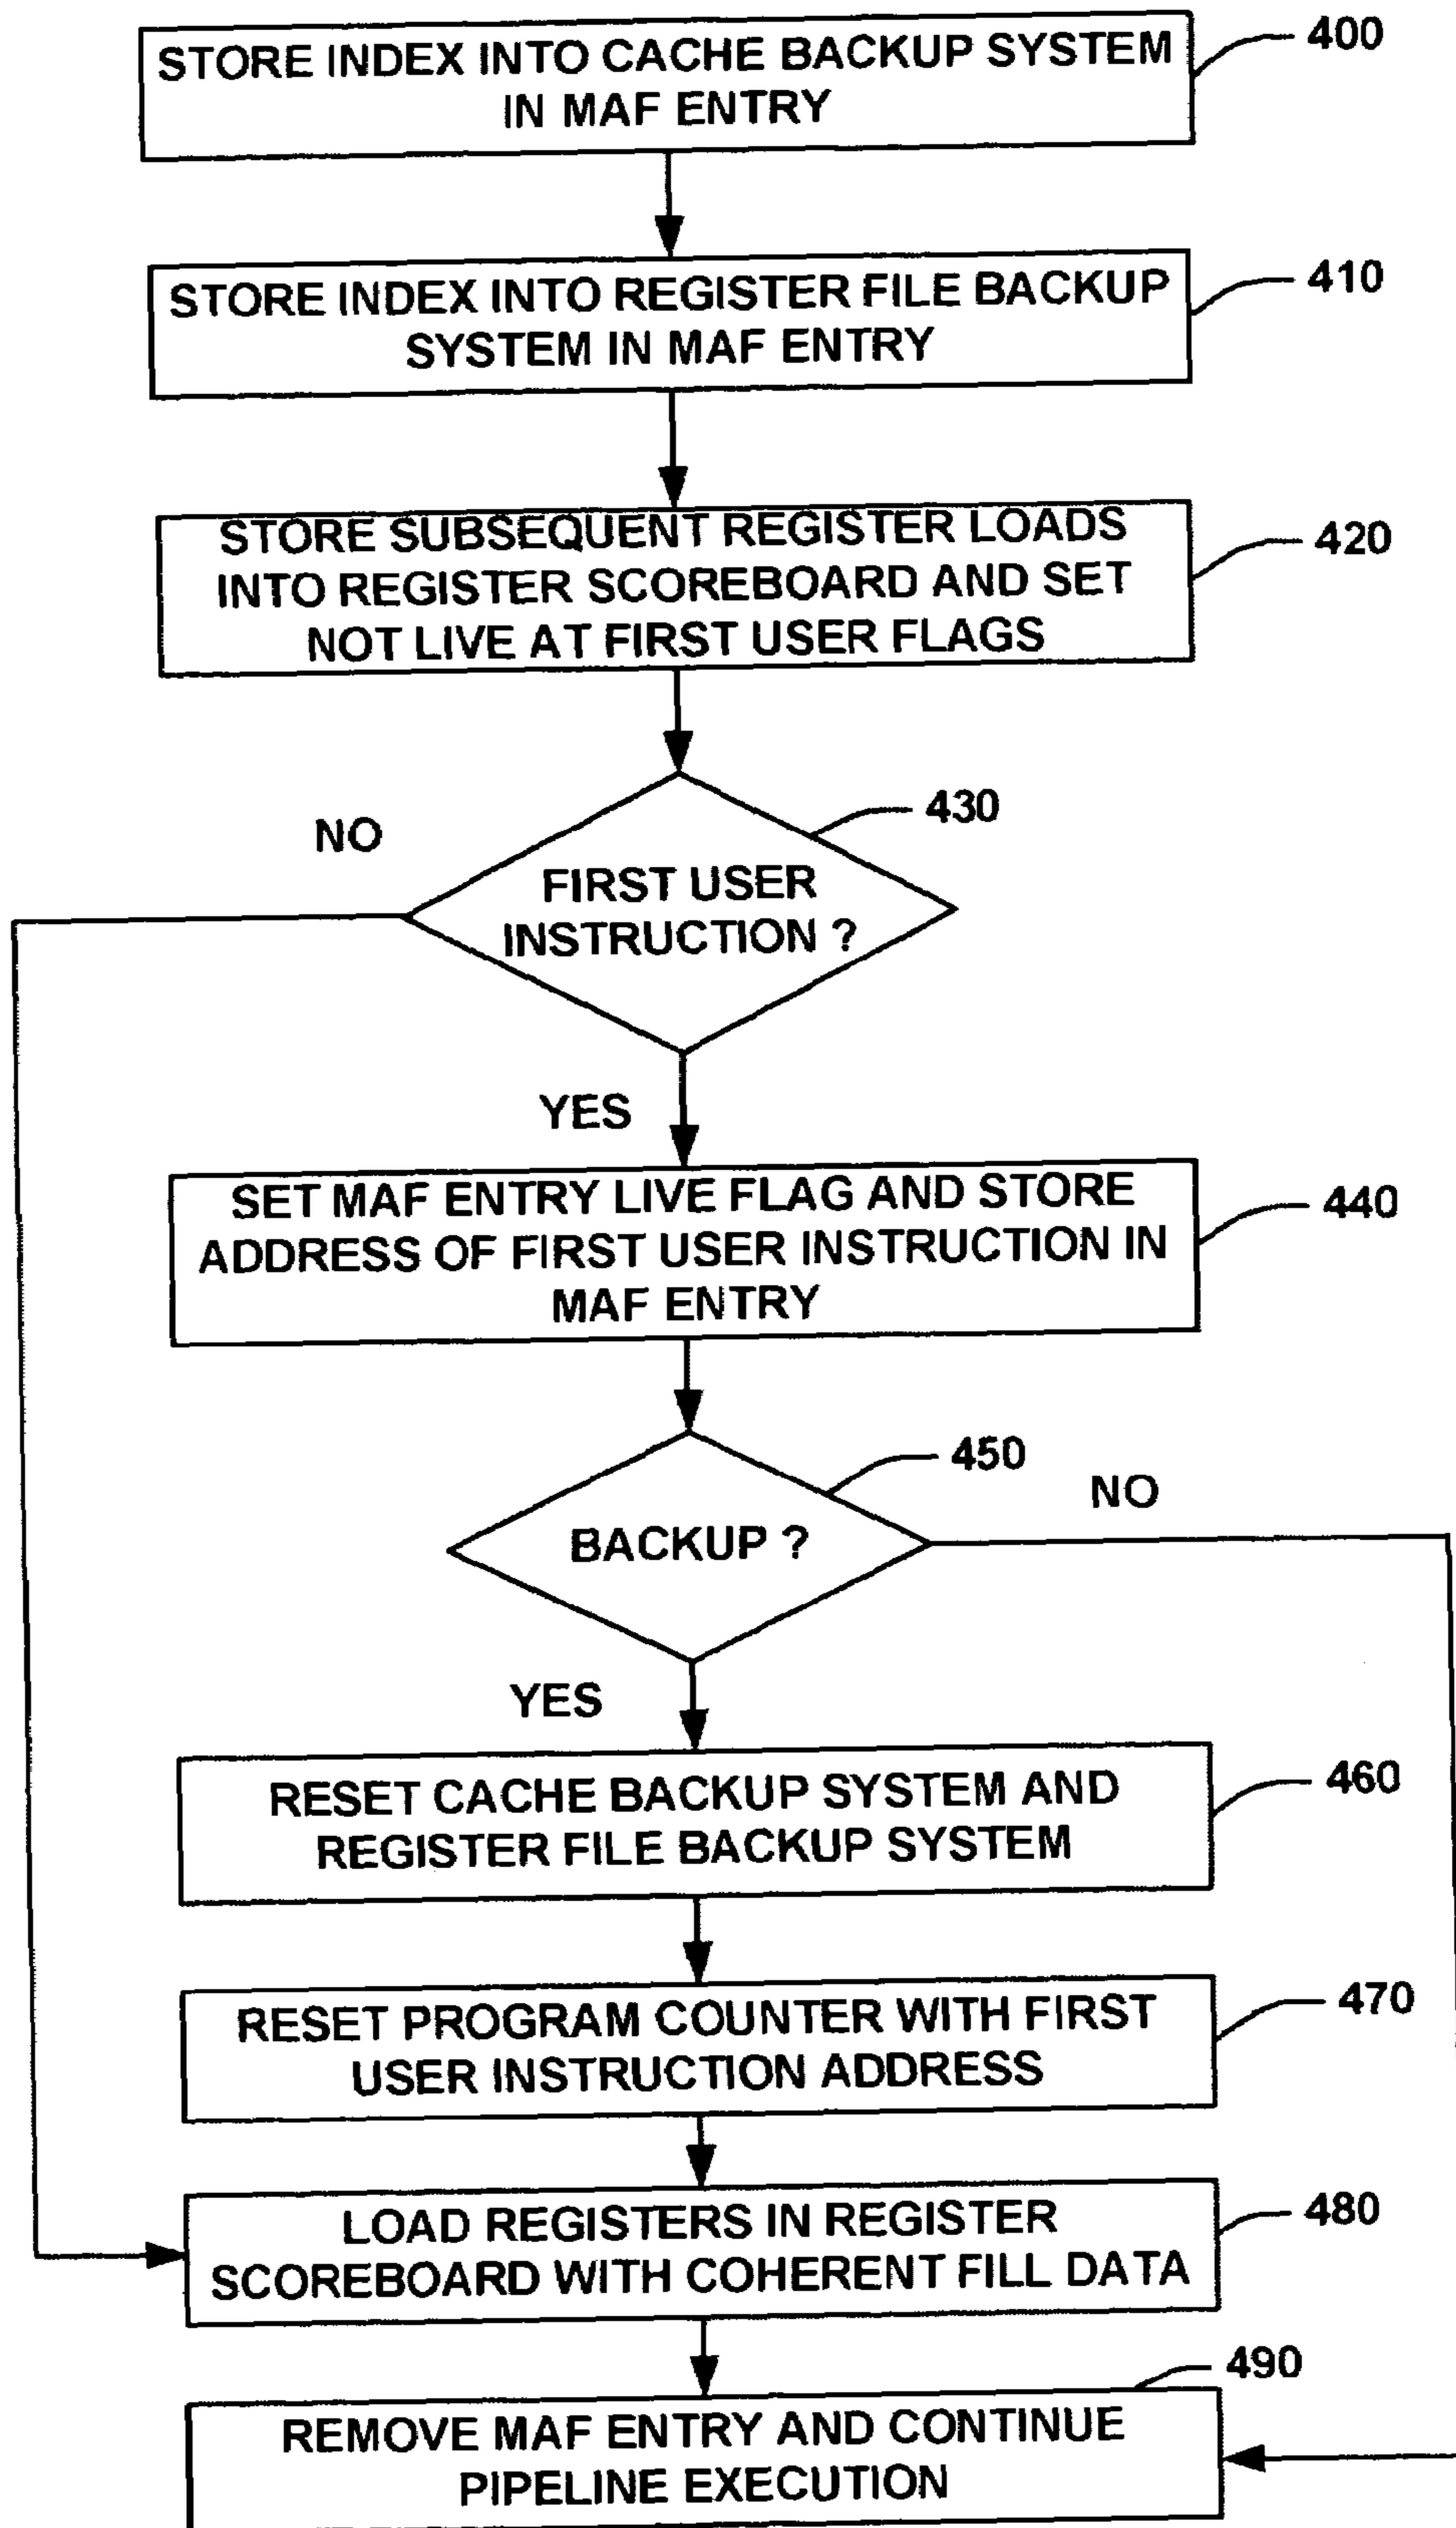 STORE INDEX INTO CACHE BACKUP SYSTEM
IN MAF ENTRY
400
STORE INDEX INTO REGISTER FILE BACKUP
SYSTEM IN MAF ENTRY
410
STORE SUBSEQUENT REGISTER LOADS
INTO REGISTER SCOREBOARD AND SET
NOT LIVE AT FIRST USER FLAGS
420
NO
430
FIRST USER
INSTRUCTION ?
YES
SET MAF ENTRY LIVE FLAG AND STORE
ADDRESS OF FIRST USER INSTRUCTION IN
MAF ENTRY
440
450
NO
BACKUP ?
YES
RESET CACHE BACKUP SYSTEM AND
REGISTER FILE BACKUP SYSTEM
460
RESET PROGRAM COUNTER WITH FIRST
USER INSTRUCTION ADDRESS
470
LOAD REGISTERS IN REGISTER
SCOREBOARD WITH COHERENT FILL DATA
480
490
REMOVE MAF ENTRY AND CONTINUE
PIPELINE EXECUTION